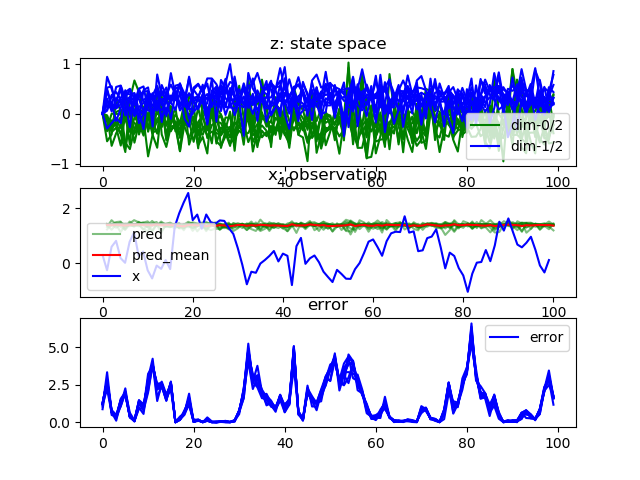 z: state space
1
0
−1
dim-0/2
dim-1/2
0 20 40 60 80 100
x: observation
2
0
pred
pred_mean
x
0 20 40 60 80 100
error
5.0
2.5
0.0
error
0 20 40 60 80 100